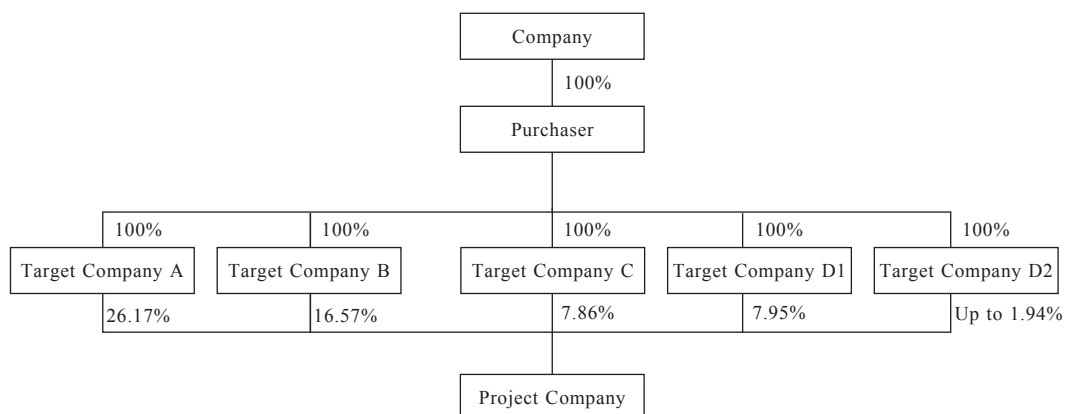 Company
100%
Purchaser
100% 100% 100% 100% 100%
Target Company A Target Company B Target Company C Target Company D1 Target Company D2
26.17% 16.57% 7.86% 7.95% Up to 1.94%
Project Company